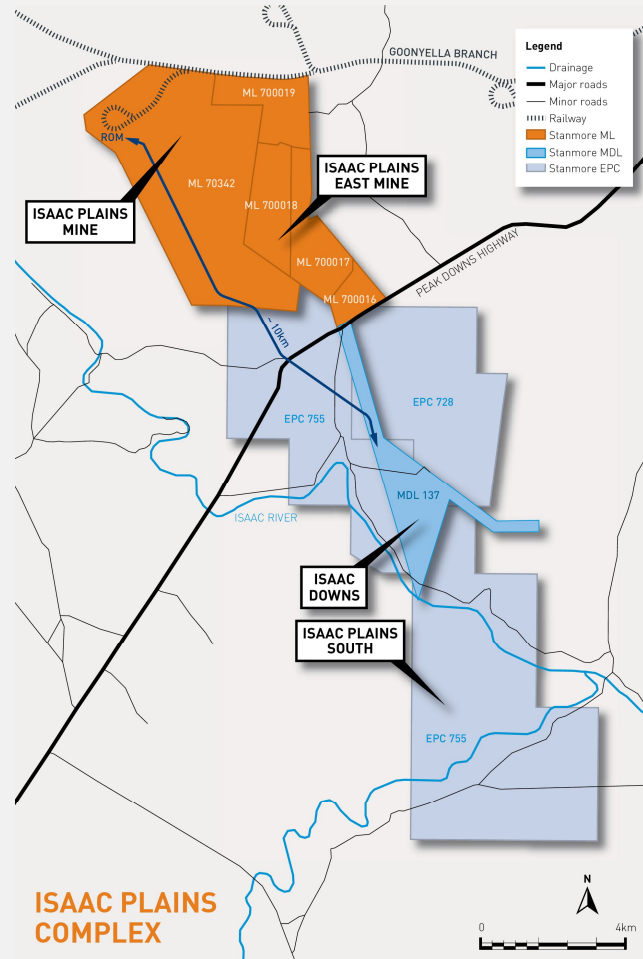 GOONYELLA BRANCH
Legend
Drainage
Major roads
Minor roads
Railway
Stanmore ML
Stanmore MDL
Stanmore EPC
ML 700019
ROM
ML 70342
ISAAC PLAINS
EAST MINE
ISAAC PLAINS
MINE
ML 700018
ML 700017
ML 700016
PEAK DOWNS HIGHWAY
~ 10km
EPC 755
EPC 728
MDL 137
ISAAC RIVER
ISAAC
DOWNS
ISAAC PLAINS
SOUTH
EPC 755
ISAAC PLAINS
COMPLEX
N
0 4km